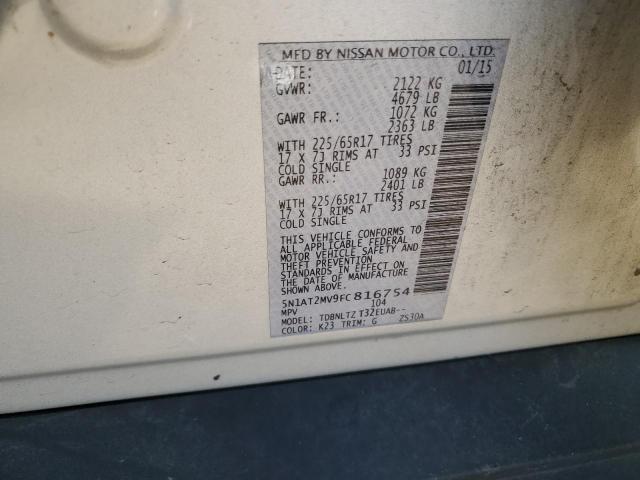 MFD BY NISSAN MOTOR CO., LTD.
DATE: 01/15
GVWR: 2122 KG
4679 LB
GAWR FR.: 1072 KG
2363 LB
WITH 225/65R17 TIRES
17 X 7J RIMS AT 33 PSI
COLD SINGLE
GAWR RR.: 1089 KG
2401 LB
WITH 225/65R17 TIRES
17 X 7J RIMS AT 33 PSI
COLD SINGLE
THIS VEHICLE CONFORMS TO
ALL APPLICABLE FEDERAL
MOTOR VEHICLE SAFETY AND
THEFT PREVENTION
STANDARDS IN EFFECT ON
THE DATE OF MANUFACTURE
5N1AT2MV9FC816754
MPV 104
MODEL: TDBNLTZ T32EUAB--
COLOR: K23 TRIM: G ZS30A